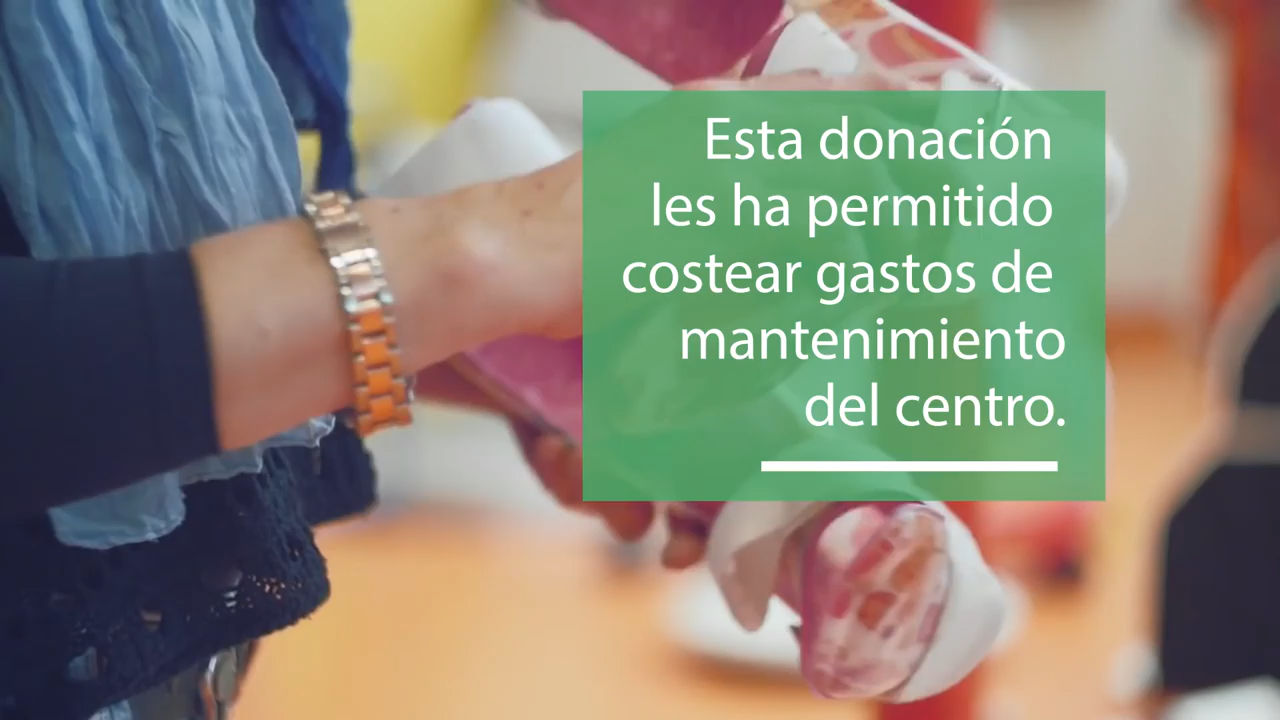 Esta donación
les ha permitido
costear gastos de
mantenimiento
del centro.